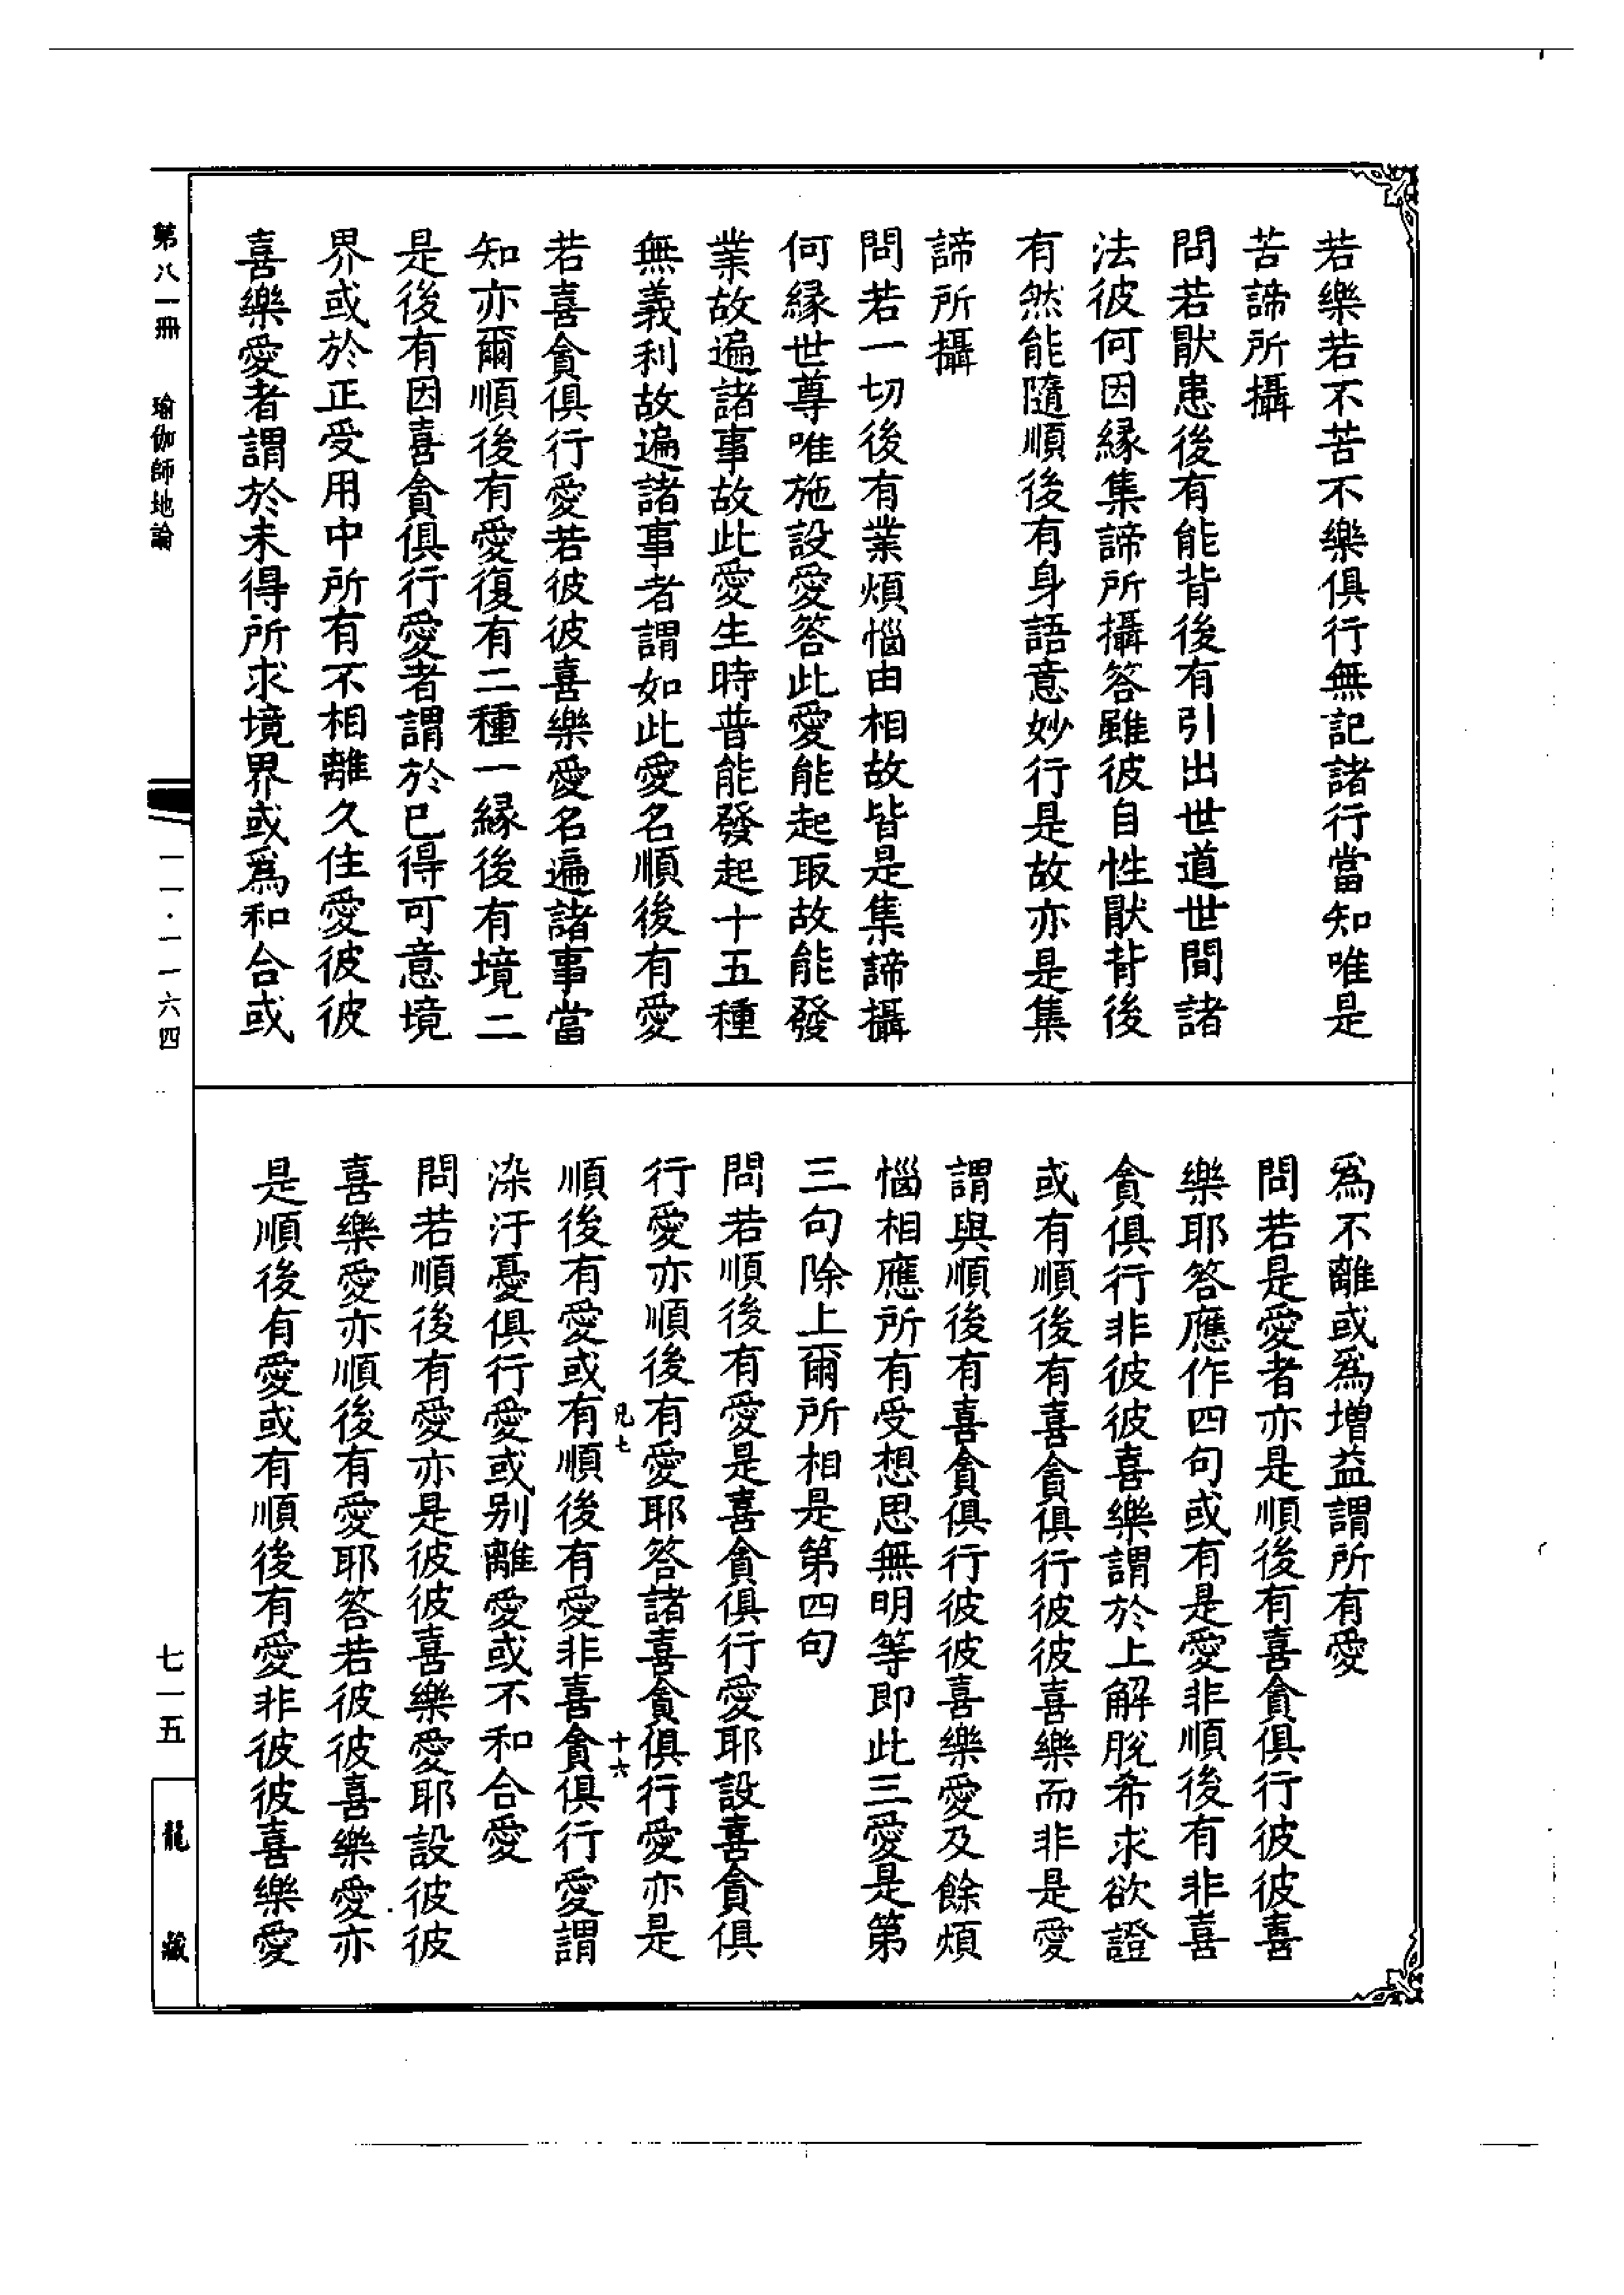 若樂若不苦不樂俱行無記諸行當知唯是
苦諦所攝
問若猒患後有能背後有引出世道世間諸
法彼何因緣集諦所攝答雖彼自性猒背後
有然能隨順後有身語意妙行是故亦是集
諦所攝
問若一切後有業煩惱由相故皆是集諦攝
何緣世尊唯施設愛答此愛能起取故能發
業故遍諸事故此愛生時普能發起十五種
無義利故遍諸事者謂如此愛名順後有愛
若喜貪俱行愛若彼彼喜樂愛名遍諸事當
知亦爾順後有愛復有二種一緣後有境二
是後有因喜貪俱行愛者謂於已得可意境
界或於正受用中所有不相離久住愛彼彼
喜樂愛者謂於未得所求境界或爲和合或
爲不離或爲增益謂所有愛
問若是愛者亦是順後有喜貪俱行彼彼喜
樂耶答應作四句或有是愛非順後有非喜
貪俱行非彼彼喜樂謂於上解脫希求欲證
或有順後有喜貪俱行彼彼喜樂而非是愛
謂與順後有喜貪俱行彼彼喜樂愛及餘煩
惱相應所有受想思無明等即此三愛是第
三句除上爾所相是第四句
問若順後有愛是喜貪俱行愛耶設喜貪俱
行愛亦順後有愛耶答諸喜貪俱行愛亦是
凡七
十六
順後有愛或有順後有愛非喜貪俱行愛謂
染汙憂俱行愛或別離愛或不和合愛
問若順後有愛亦是彼彼喜樂愛耶設彼彼
喜樂愛亦順後有愛耶答若彼彼喜樂愛亦
是順後有愛或有順後有愛非彼彼喜樂愛
第八一冊 瑜伽師地論
一一·一一六四
七一五
龍藏